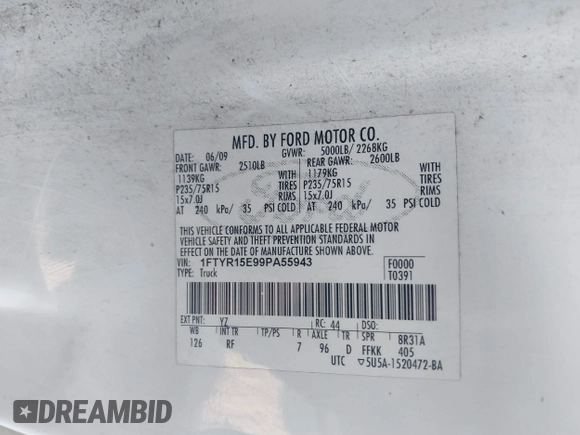 MFD. BY FORD MOTOR CO.
DATE: 06/09 GVWR: 5000LB/ 2268KG
FRONT GAWR: 2510LB REAR GAWR: 2600LB
1139KG 1179KG
P235/75R15 TIRES P235/75R15 TIRES
15x7.0J RIMS 15x7.0J RIMS
AT 240 kPa/ 35 PSI COLD AT 240 kPa/ 35 PSI COLD
Ford
THIS VEHICLE CONFORMS TO ALL APPLICABLE FEDERAL MOTOR
VEHICLE SAFETY AND THEFT PREVENTION STANDARDS IN
EFFECT ON THE DATE OF MANUFACTURE SHOWN ABOVE.
VIN: 1FTYR15E99PA55943 F0000
TYPE: Truck T0391
EXT PNT: YZ RC: 44 DSO:
WB INT TR TP/PS R AXLE TR SPR 8R31A
126 RF 7 96 D FFKK 405
UTC ▽5U5A-1520472-BA
DREAMBID